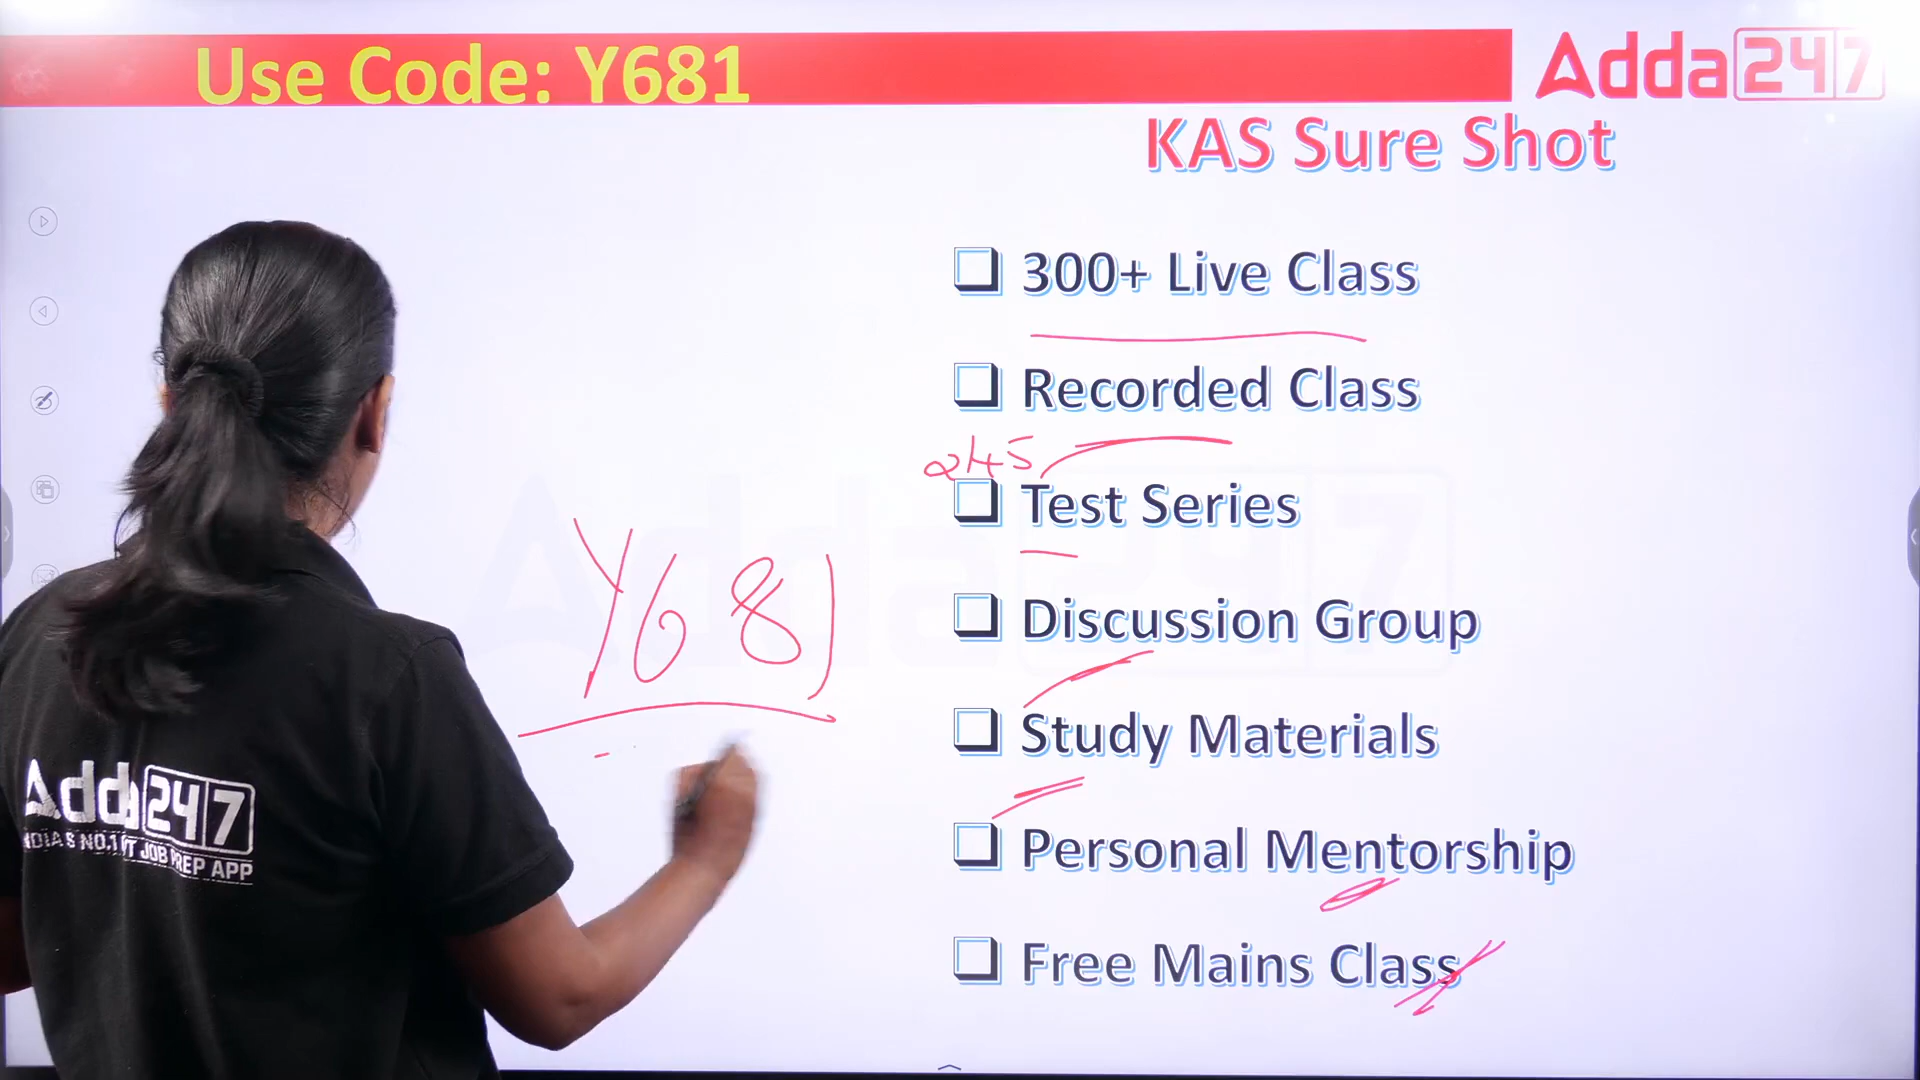 Use Code: Y681
Adda247
KAS Sure Shot
300+ Live Class
Recorded Class
245
Test Series
Discussion Group
Y681
Study Materials
Personal Mentorship
Free Mains Class
Adda247
INDIA'S NO.1 JOB PREP APP